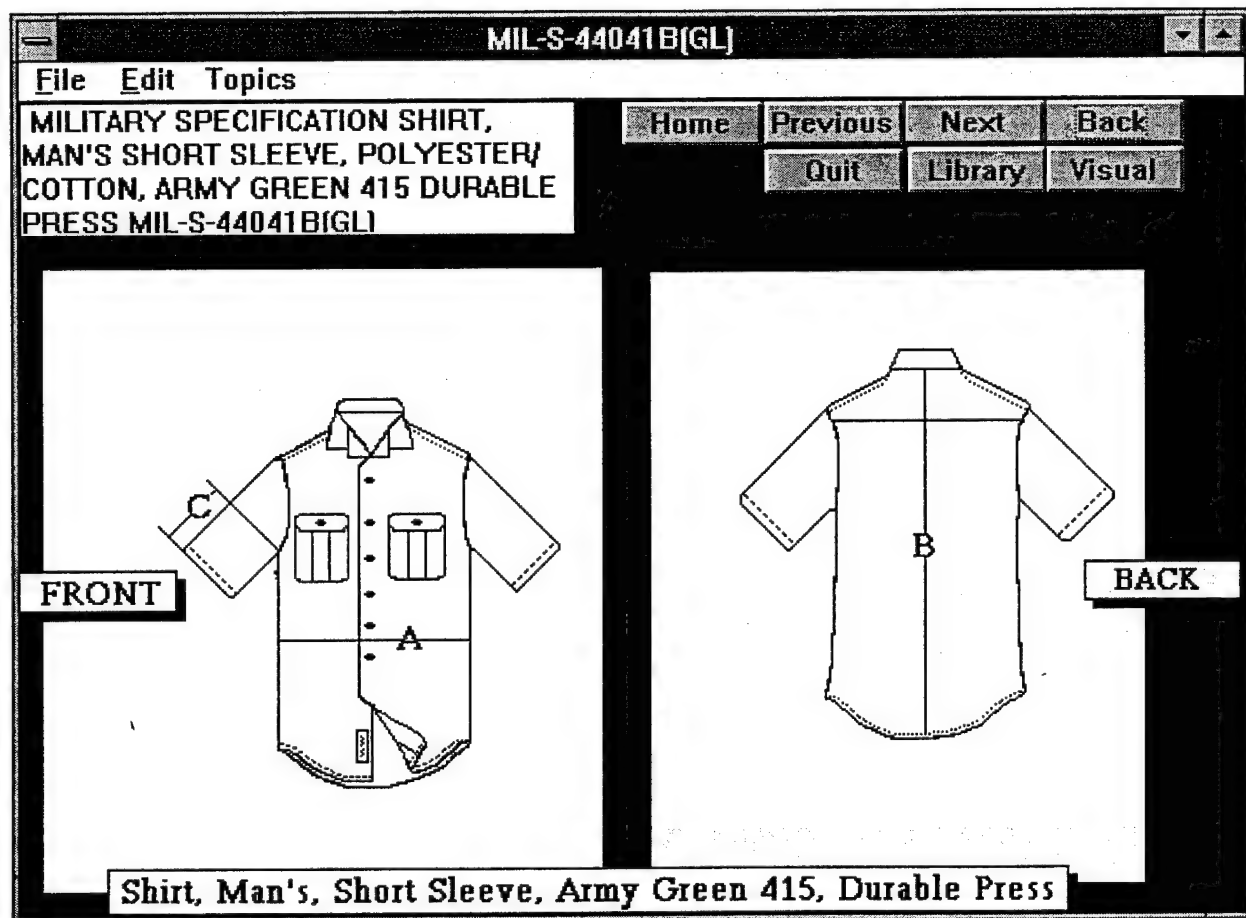 MIL-S-44041B(GL)
File Edit Topics
MILITARY SPECIFICATION SHIRT,
MAN'S SHORT SLEEVE, POLYESTER/
COTTON, ARMY GREEN 415 DURABLE
PRESS MIL-S-44041B(GL)
Home Previous Next Back
Quit Library Visual
C
A
B
FRONT
BACK
Shirt, Man's, Short Sleeve, Army Green 415, Durable Press